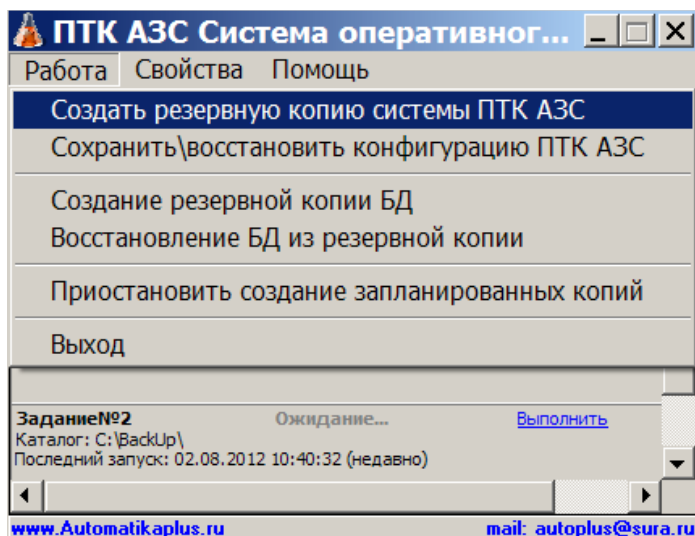 ПТК АЗС Система оперативног...
Работа Свойства Помощь
Создать резервную копию системы ПТК АЗС
Сохранить\восстановить конфигурацию ПТК АЗС
Создание резервной копии БД
Восстановление БД из резервной копии
Приостановить создание запланированных копий
Выход
Задание№2 Ожидание... Выполнить
Каталог: C:\BackUp\
Последний запуск: 02.08.2012 10:40:32 (недавно)
www.Automatikaplus.ru mail: autoplus@sura.ru